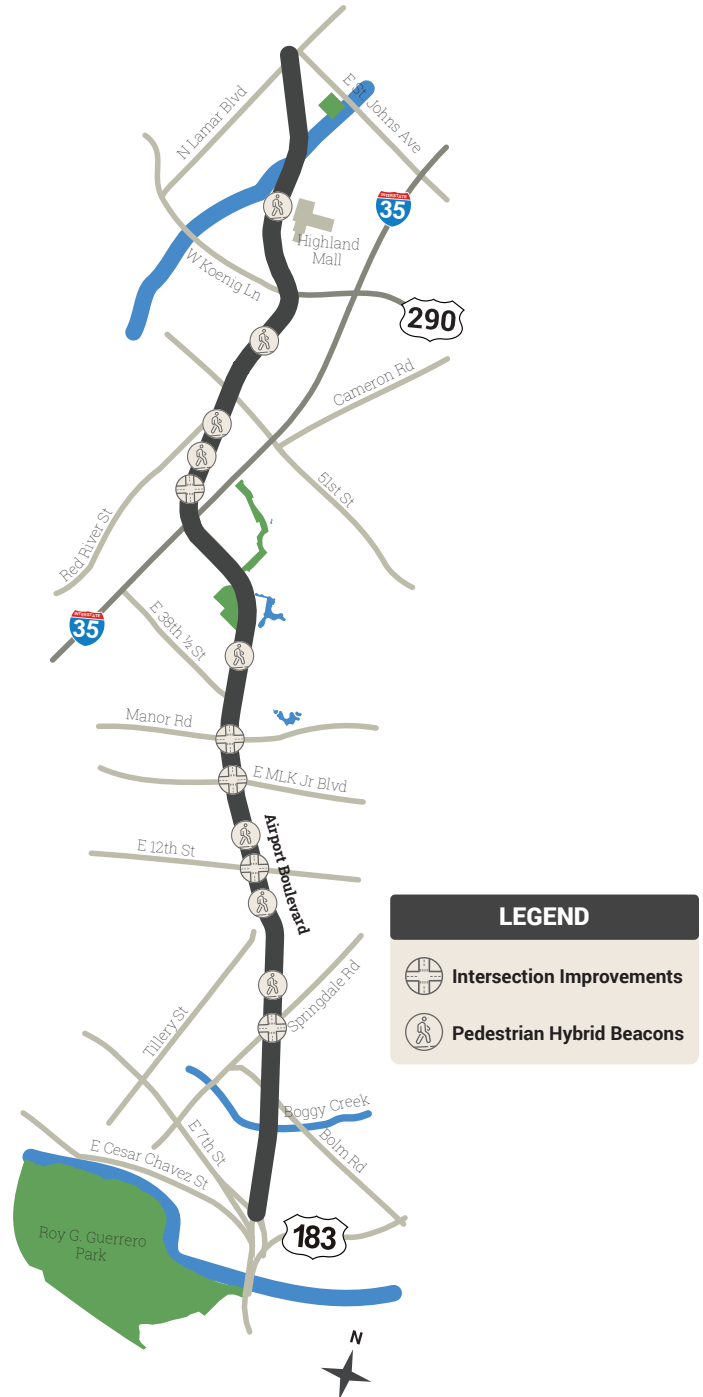 N Lamar Blvd
E St. Johns Ave
INTERSTATE
35
Highland
Mall
W Koenig Ln
290
Cameron Rd
51st St
Red River St
INTERSTATE
35
E 38th ½ St
Manor Rd
E MLK Jr Blvd
E 12th St
Airport Boulevard
LEGEND
Intersection Improvements
Pedestrian Hybrid Beacons
Springdale Rd
Tillery St
Boggy Creek
E 7th St
Bolm Rd
E Cesar Chavez St
183
Roy G. Guerrero
Park
N